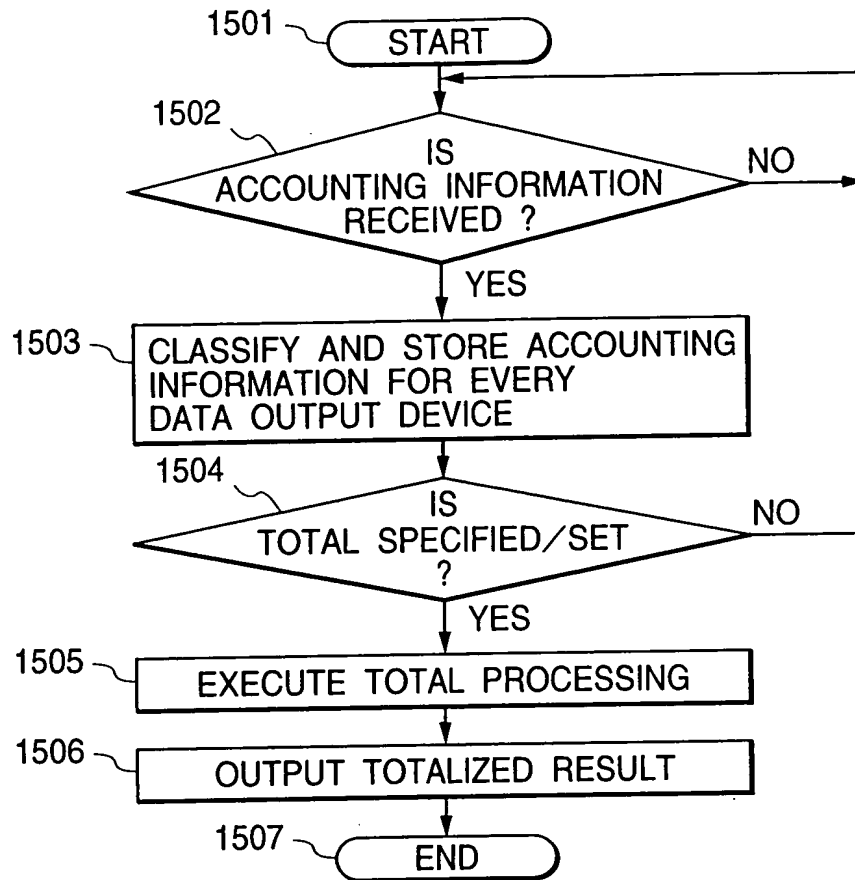 1501
START
1502
IS
ACCOUNTING INFORMATION
RECEIVED ?
NO
YES
1503
CLASSIFY AND STORE ACCOUNTING
INFORMATION FOR EVERY
DATA OUTPUT DEVICE
1504
IS
TOTAL SPECIFIED/SET
?
NO
YES
1505
EXECUTE TOTAL PROCESSING
1506
OUTPUT TOTALIZED RESULT
1507
END